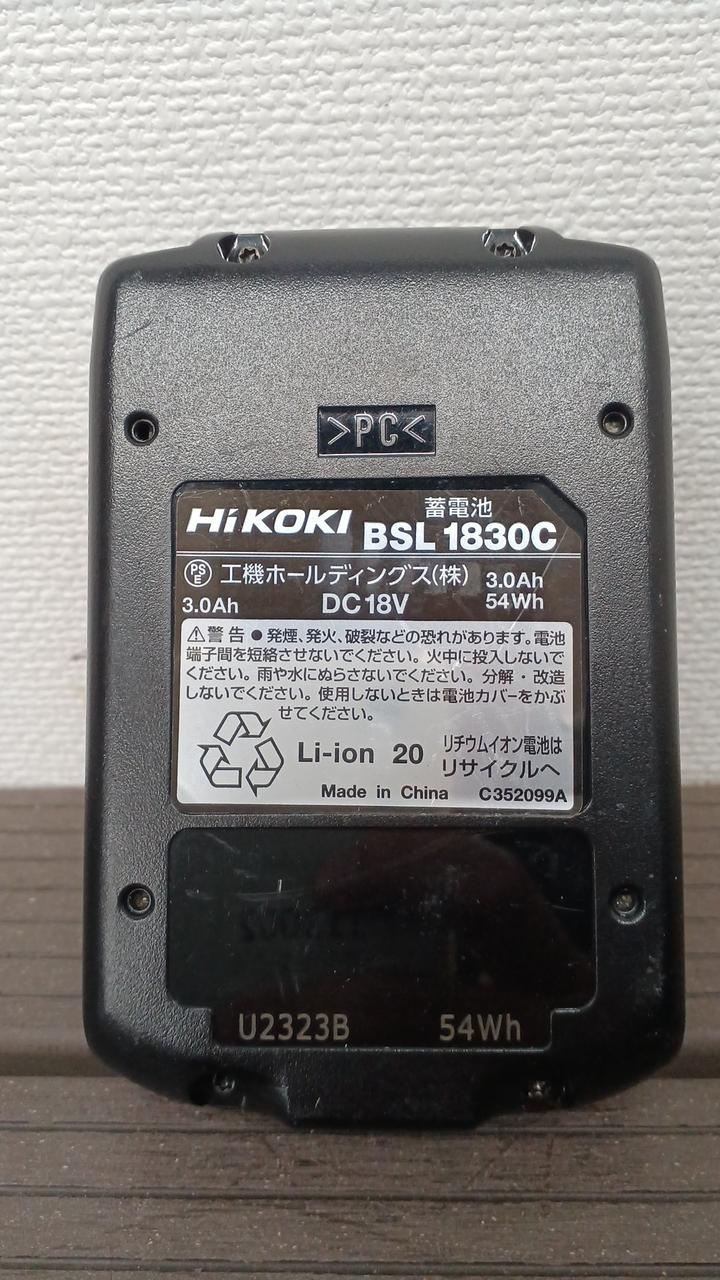 >PC<
HiKOKI 蓄電池
BSL 1830C
PSE 工機ホールディングス(株) 3.0Ah
3.0Ah DC18V 54Wh
⚠警告 ●発煙、発火、破裂などの恐れがあります。電池
端子間を短絡させないでください。火中に投入しないで
ください。雨や水にぬらさないでください。分解・改造
しないでください。使用しないときは電池カバーをかぶ
せてください。
Li-ion 20 リチウムイオン電池は
リサイクルへ
Made in China C352099A
U2323B 54Wh